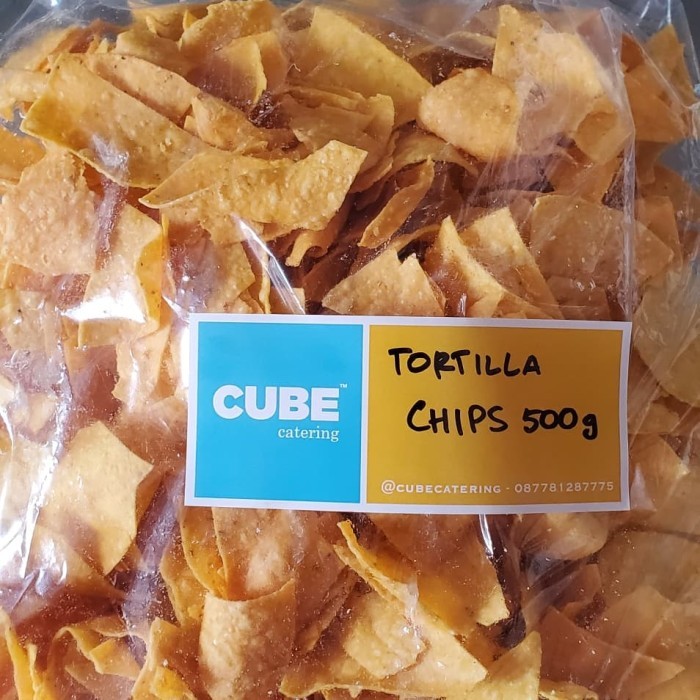 CUBE™
catering
TORTILLA
CHIPS 500g
@CUBECATERING - 087781287775